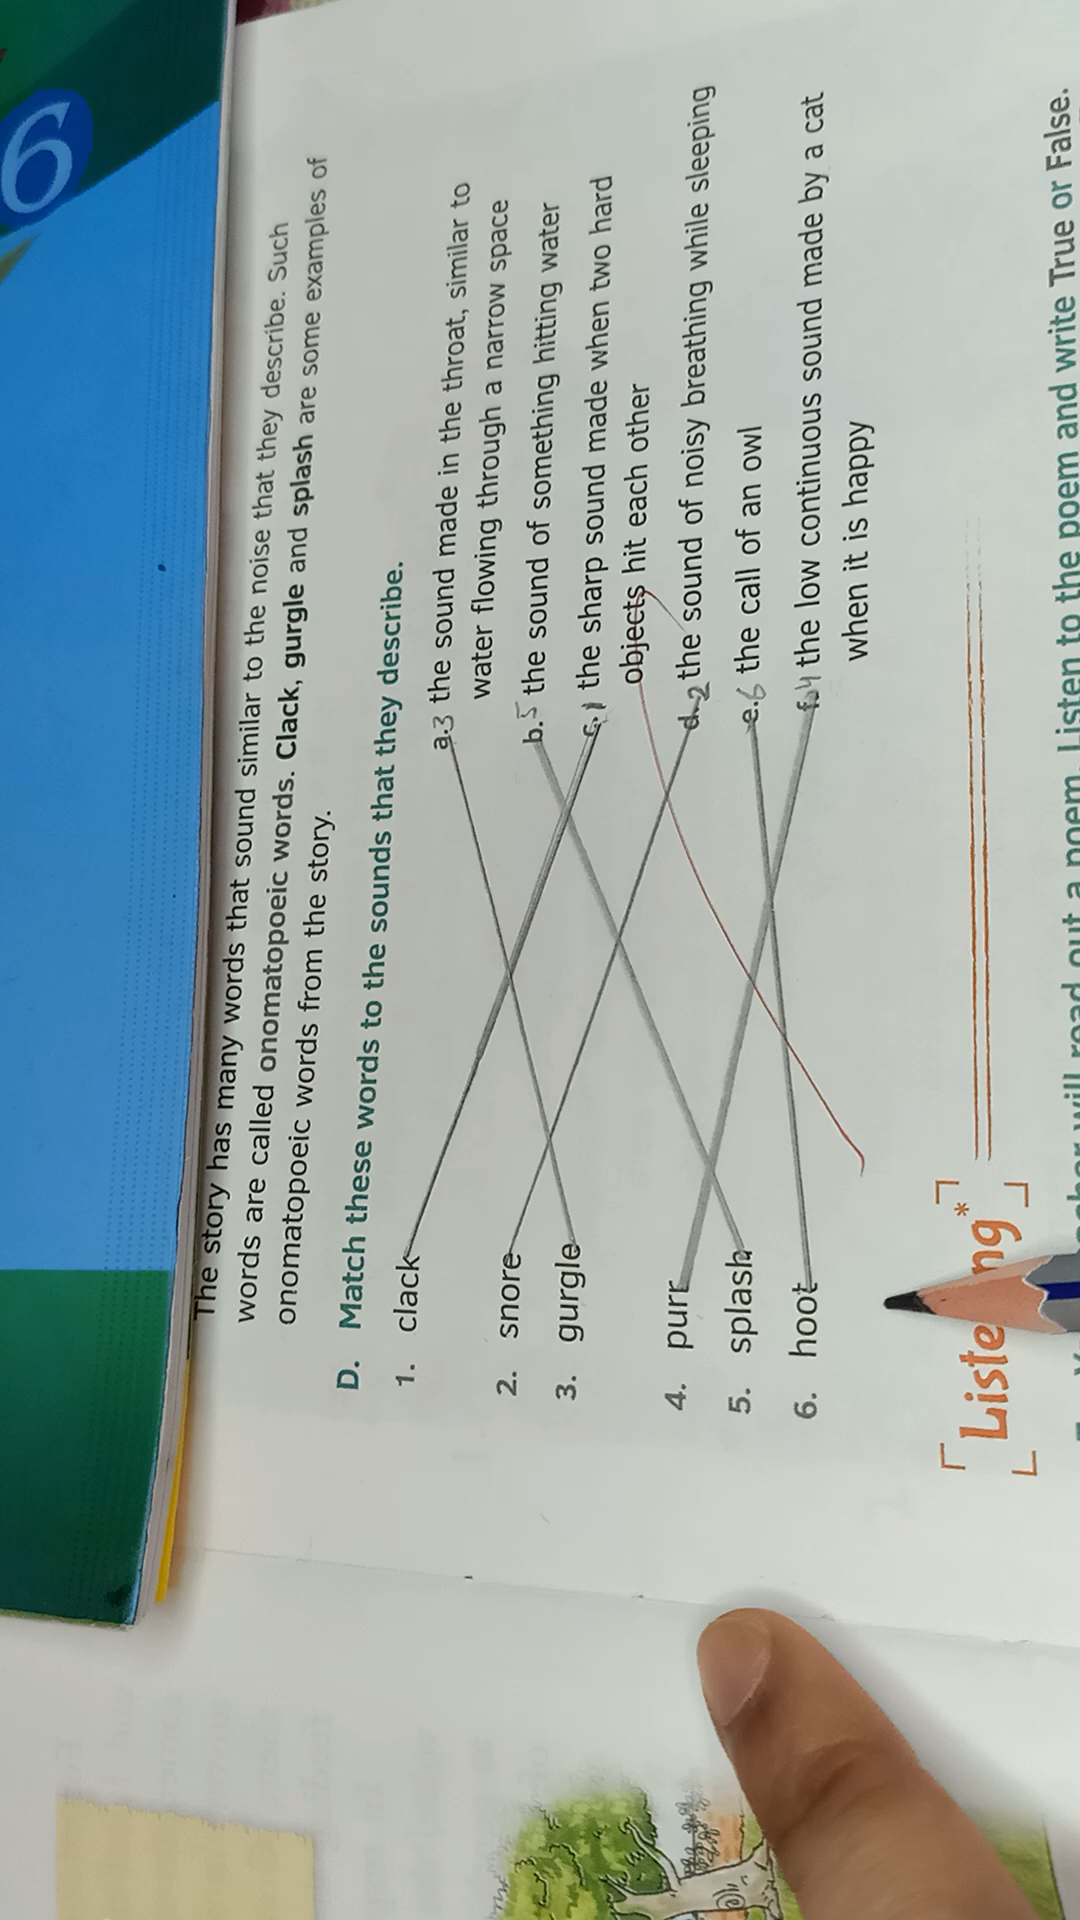 6
The story has many words that sound similar to the noise that they describe. Such
words are called onomatopoeic words. Clack, gurgle and splash are some examples of
onomatopoeic words from the story.
D. Match these words to the sounds that they describe.
1. clack
2. snore
3. gurgle
4. purr
5. splash
6. hoot
a.3 the sound made in the throat, similar to
water flowing through a narrow space
b.5 the sound of something hitting water
c.1 the sharp sound made when two hard
objects hit each other
d.2 the sound of noisy breathing while sleeping
e.6 the call of an owl
f.4 the low continuous sound made by a cat
when it is happy
Listening*
will read out a poem. Listen to the poem and write True or False.